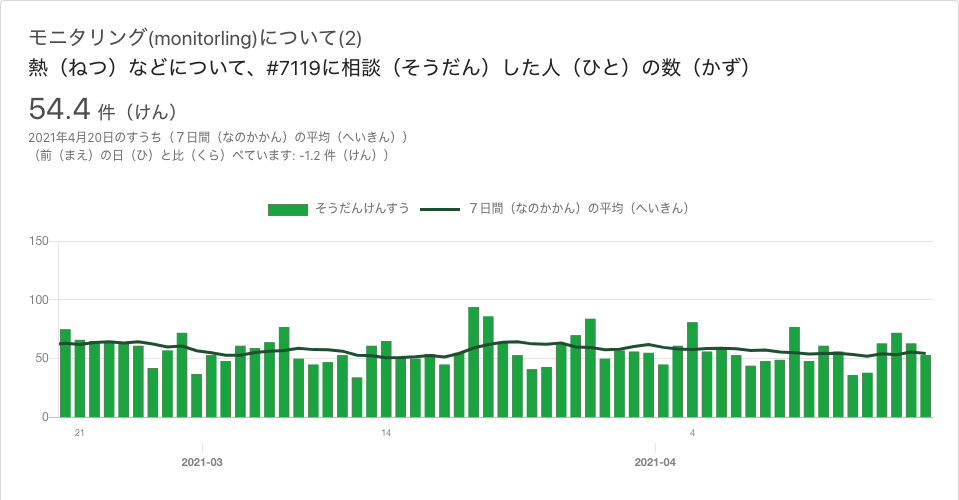 モニタリング(monitorling)について(2)
熱（ねつ）などについて、#7119に相談（そうだん）した人（ひと）の数（かず）
54.4 件（けん）
2021年4月20日のすうち（７日間（なのかかん）の平均（へいきん））
（前（まえ）の日（ひ）と比（くら）べています: -1.2 件（けん））
そうだんけんすう ７日間（なのかかん）の平均（へいきん）
150
100
50
0
21 14 4
2021-03 2021-04